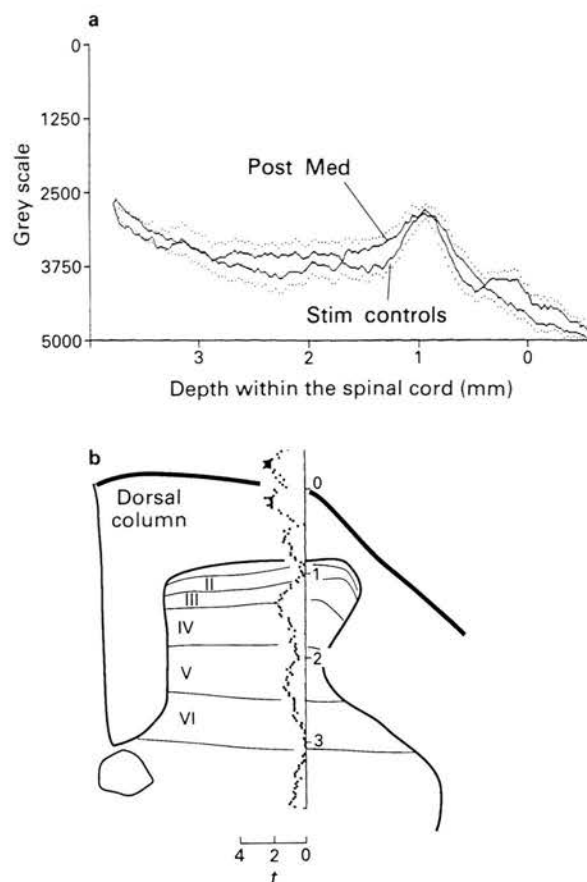 a
0
1250
2500
3750
5000
Grey scale
Post Med
Stim controls
3 2 1 0
Depth within the spinal cord (mm)
b
Dorsal
column
0
1
II
III
IV
2
V
VI
3
4 2 0
t